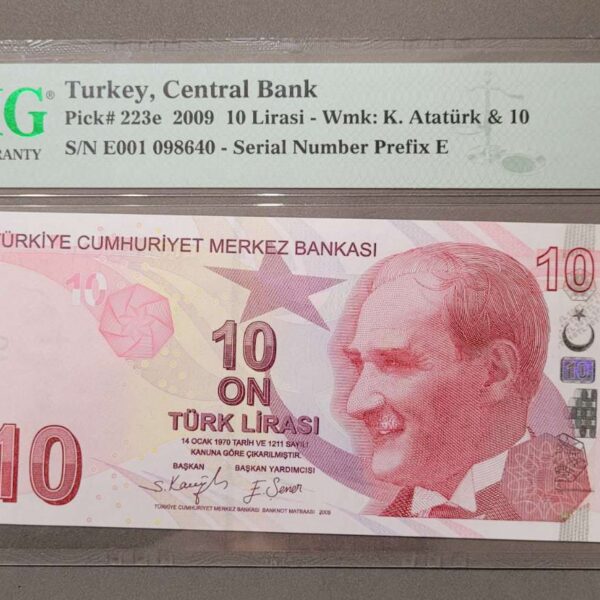 Turkey, Central Bank
Pick# 223e 2009 10 Lirasi - Wmk: K. Atatürk & 10
S/N E001 098640 - Serial Number Prefix E
TÜRKİYE CUMHURİYET MERKEZ BANKASI
10
10
10
10
ON
TÜRK LİRASI
14 OCAK 1970 TARİH VE 1211 SAYILI
KANUNA GÖRE ÇIKARILMIŞTIR.
BAŞKAN BAŞKAN YARDIMCISI
E. Sener
10
TÜRKİYE CUMHURİYET MERKEZ BANKASI BANKNOT MATBAASI 2009